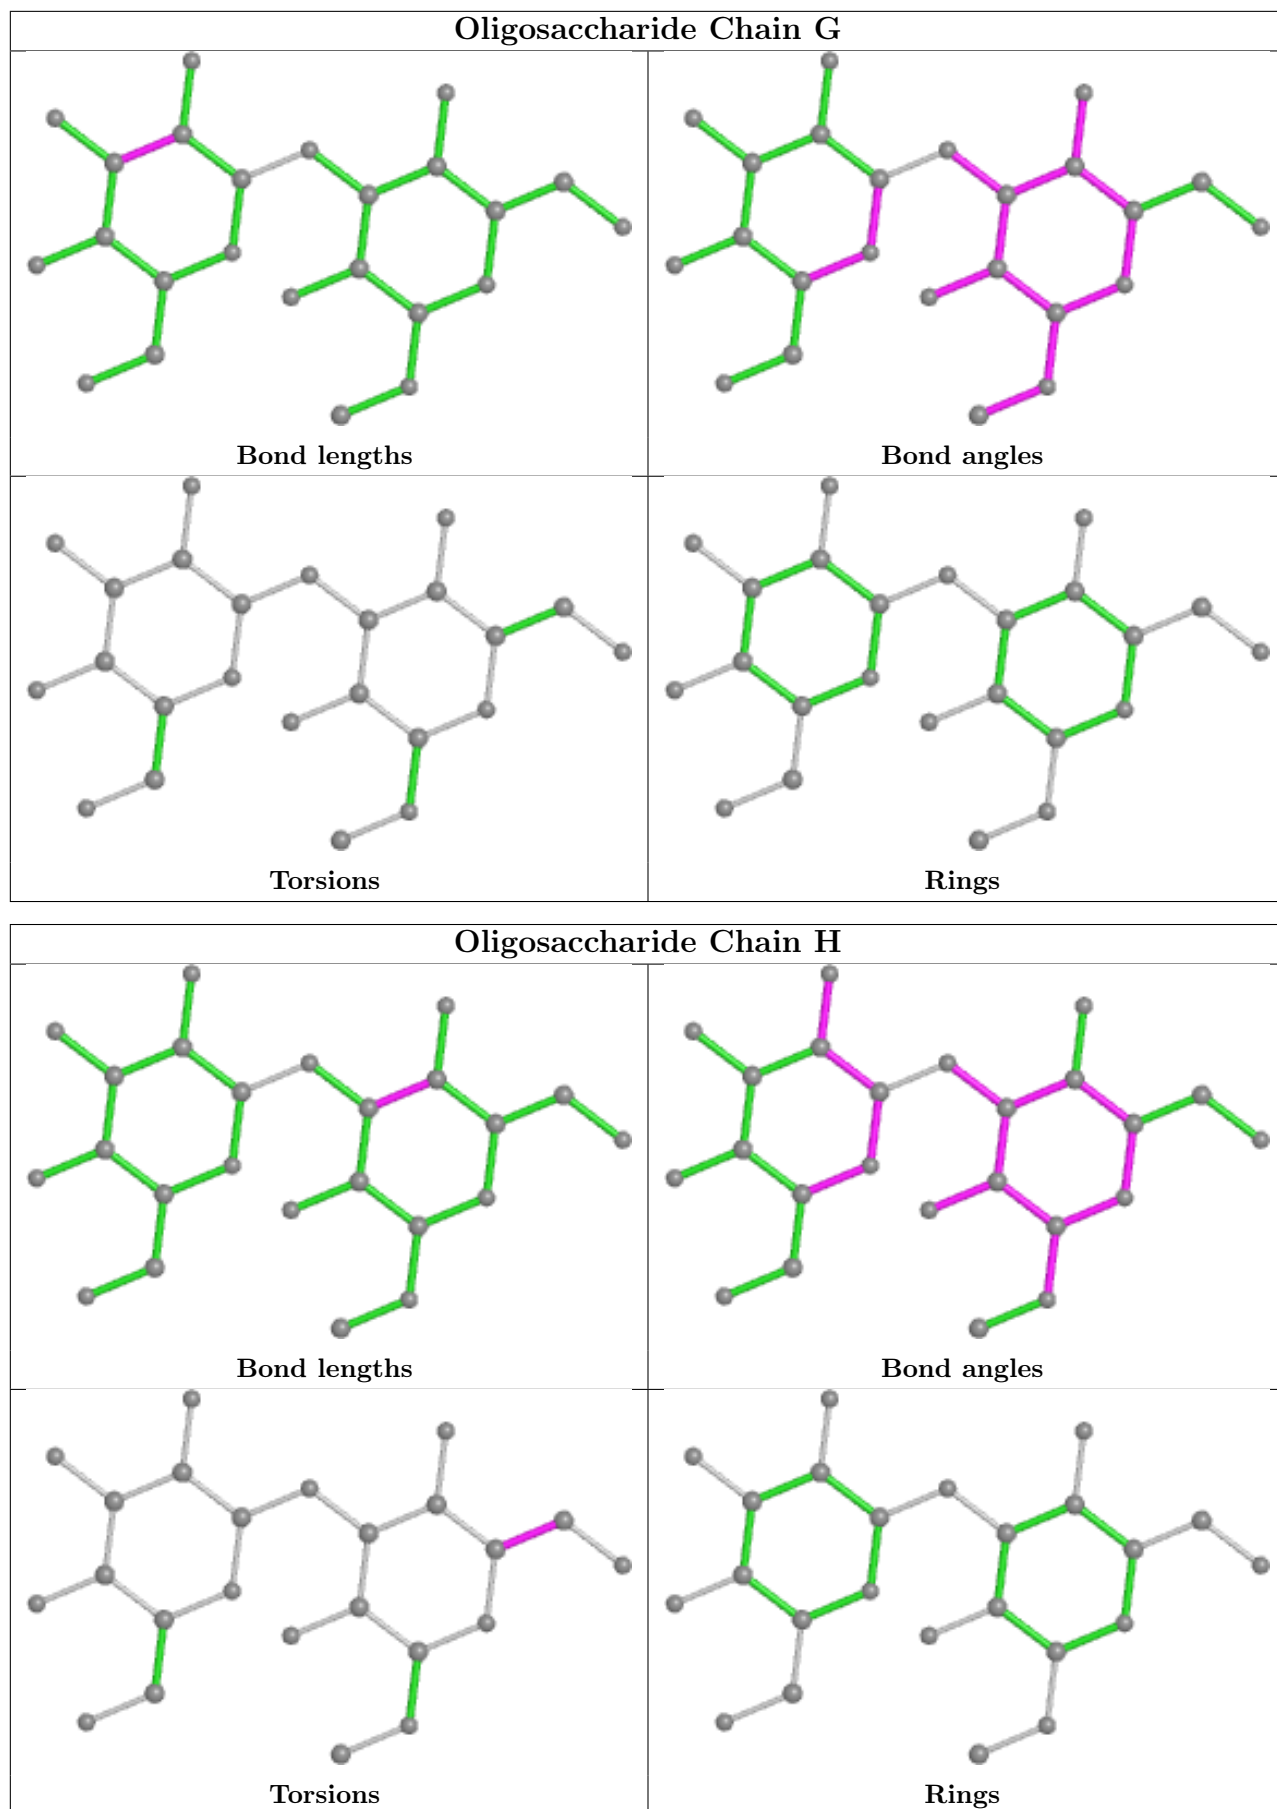 Oligosaccharide Chain G
Bond lengths
Bond angles
Torsions
Rings
Oligosaccharide Chain H
Bond lengths
Bond angles
Torsions
Rings